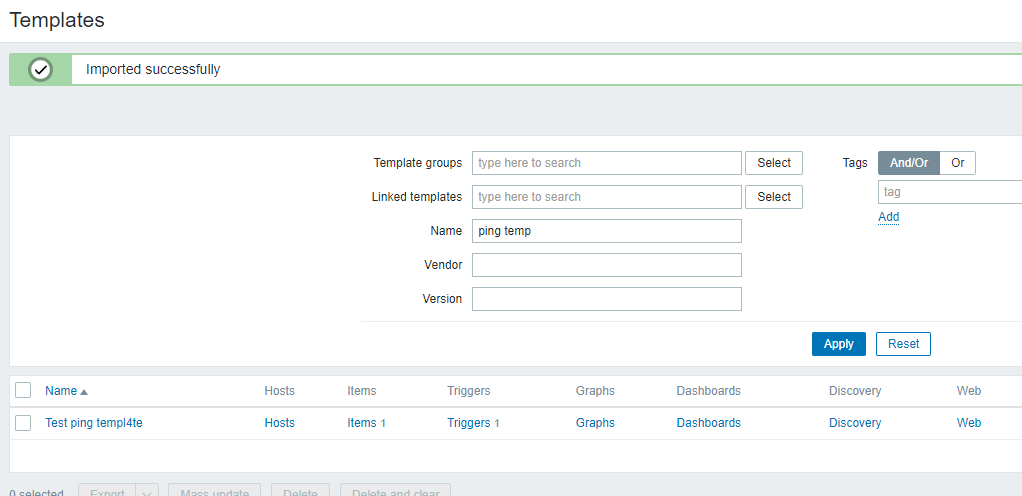 Templates
Imported successfully
Template groups type here to search Select Tags And/Or Or
Linked templates type here to search Select tag
Name ping temp Add
Vendor
Version
Apply Reset
Name Hosts Items Triggers Graphs Dashboards Discovery Web
Test ping templ4te Hosts Items 1 Triggers 1 Graphs Dashboards Discovery Web
0 selected Export Mass update Delete Delete and clear